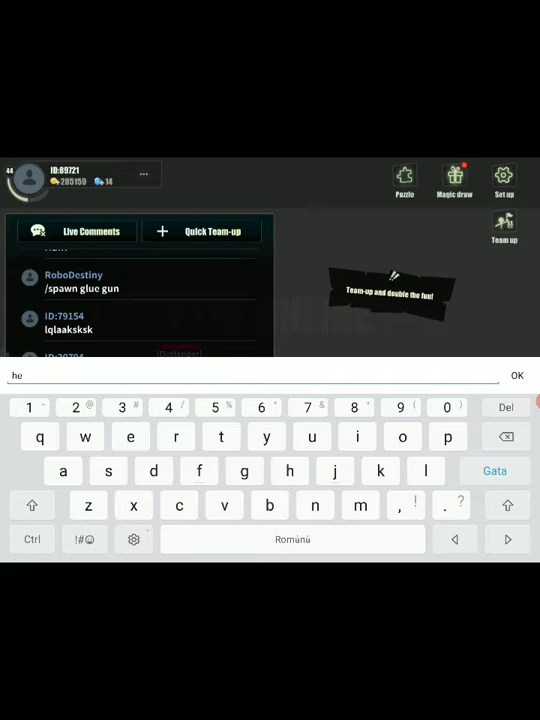 44 ID:89721
285159 14
Puzzle Magic draw Set up
Live Comments Quick Team-up
Team up
RoboDestiny
/spawn glue gun
Team-up and double the fun!
ID:79154
lqlaaksksk
[Outlander]
he OK
1 _ 2 @ 3 # 4 / 5 % 6 ^ 7 & 8 * 9 ( 0 ) Del
q w e r t y u i o p
a s d f g h j k l Gata
z x c v b n m , ! . ?
Ctrl !#☺ Română